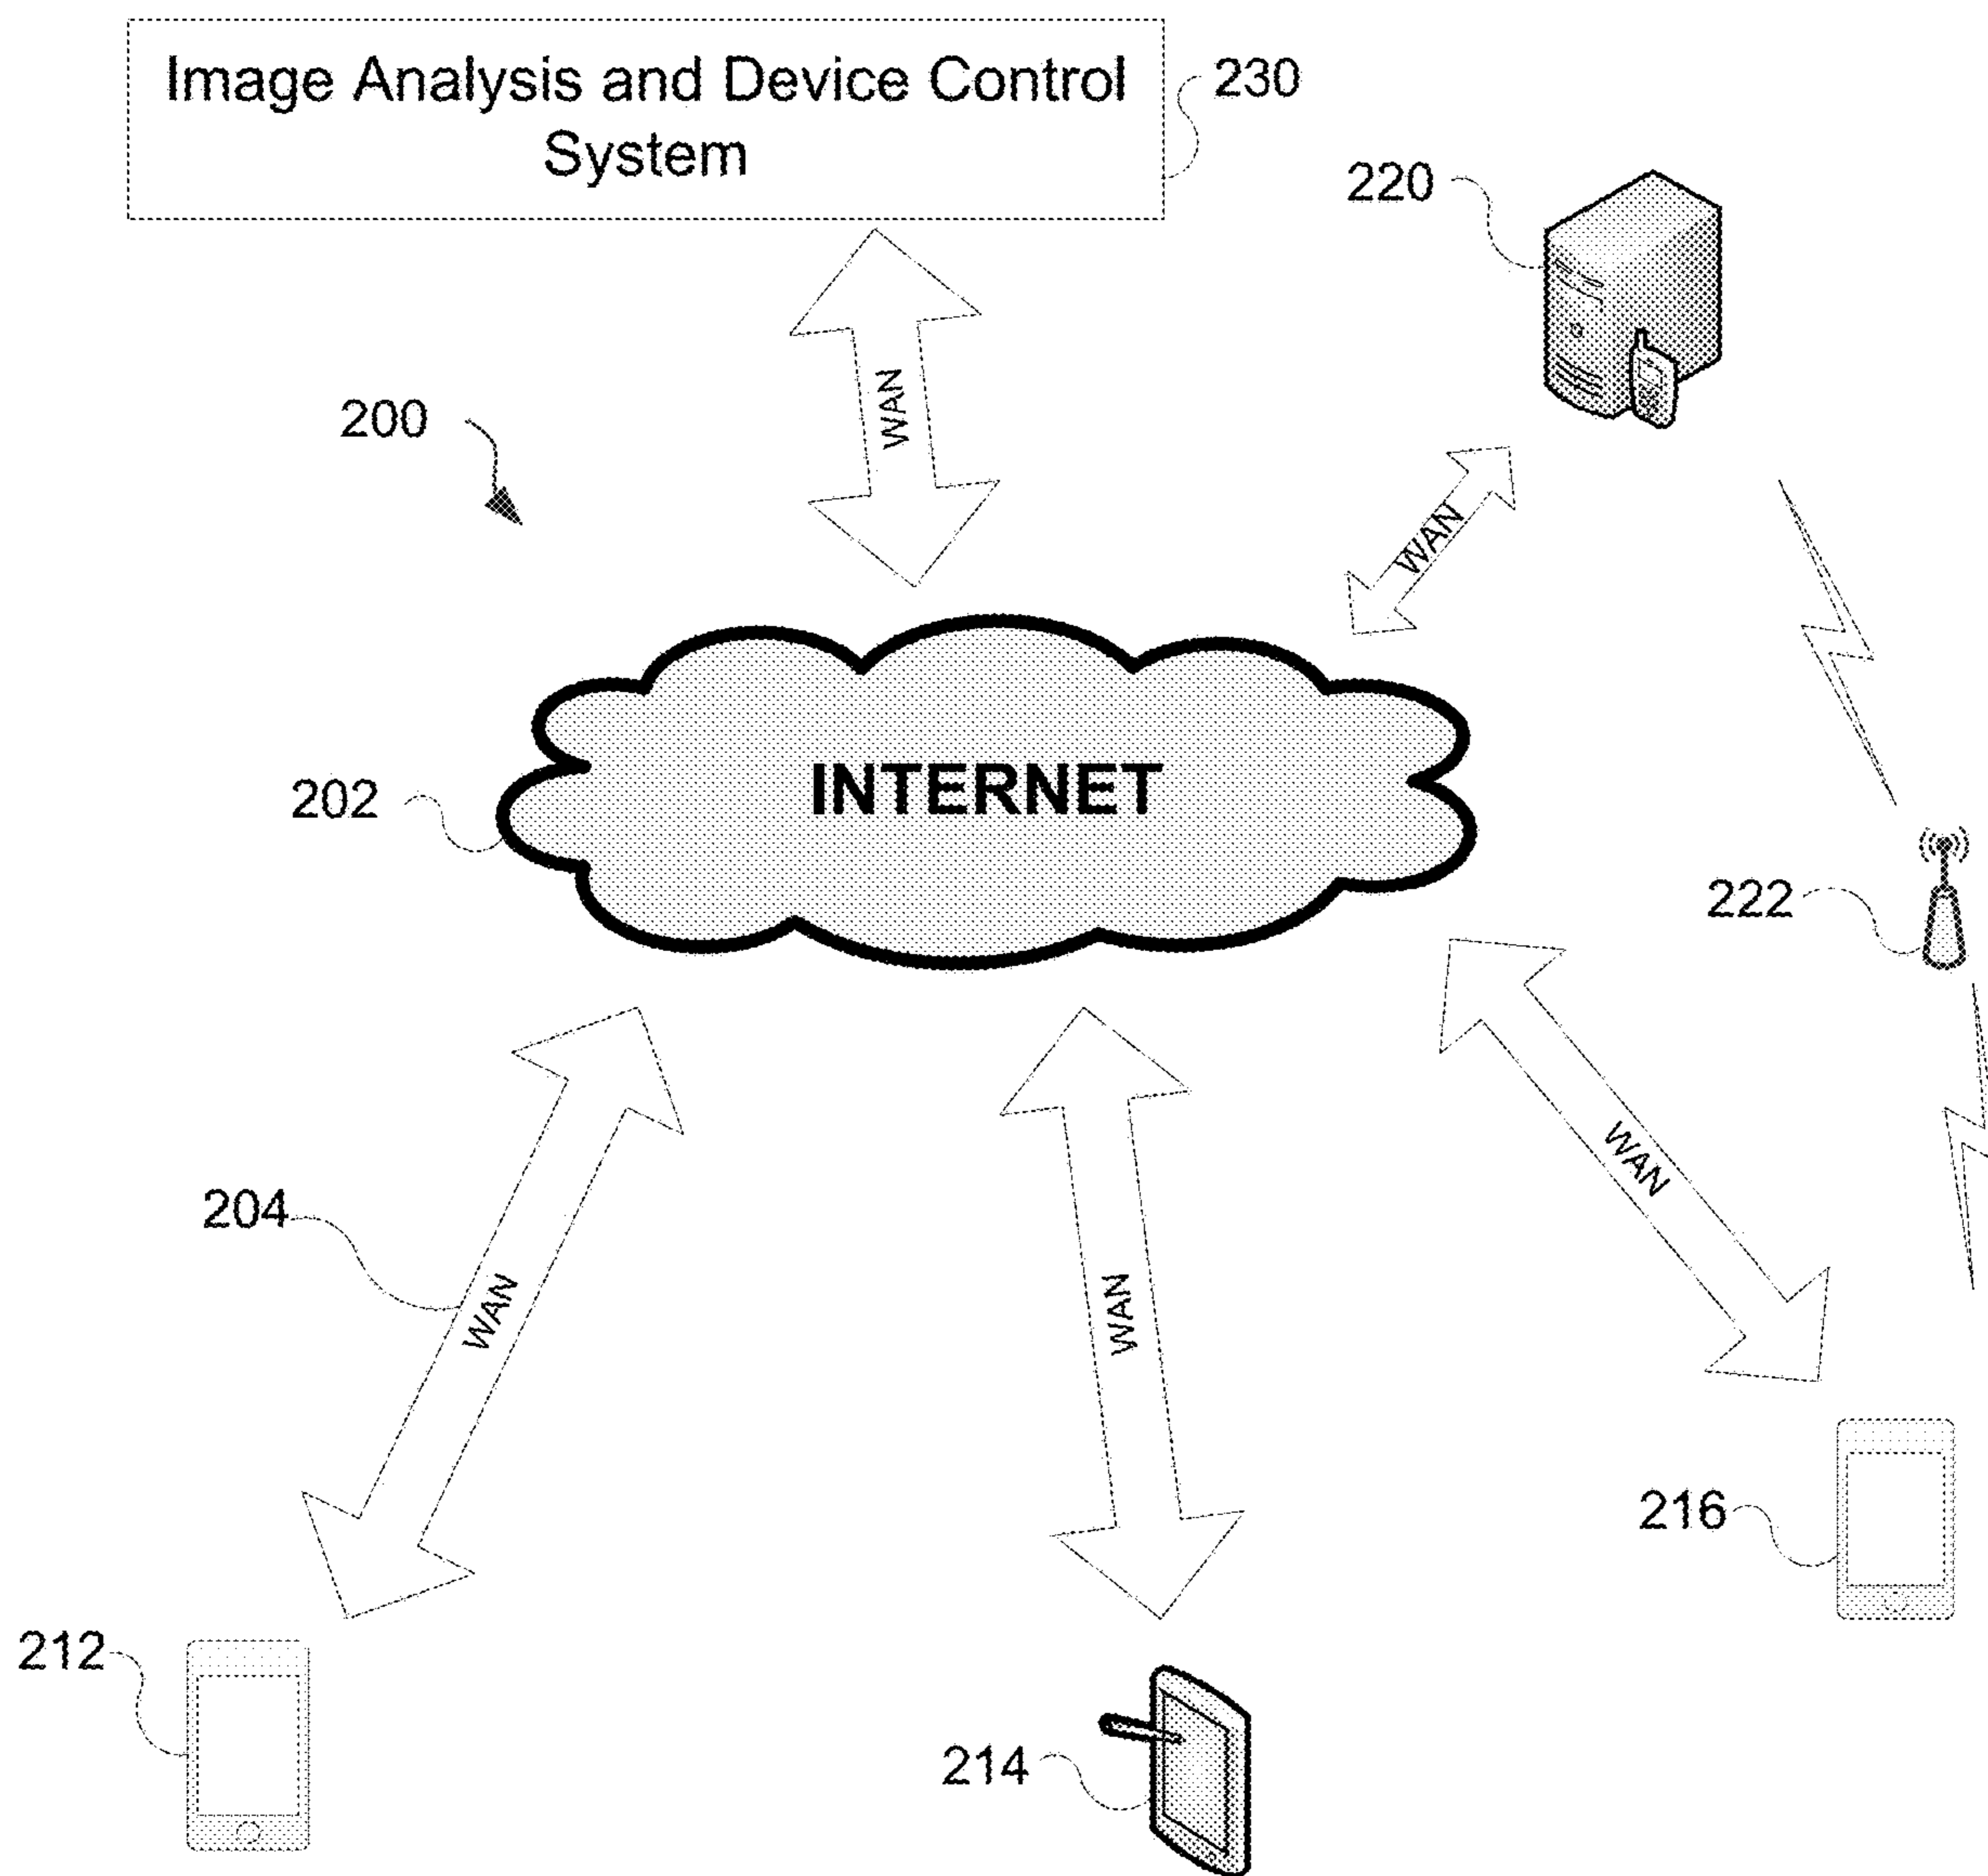 Image Analysis and Device Control
System
230
220
200
WAN
WAN
INTERNET
202
222
204
WAN
WAN
WAN
216
212
214